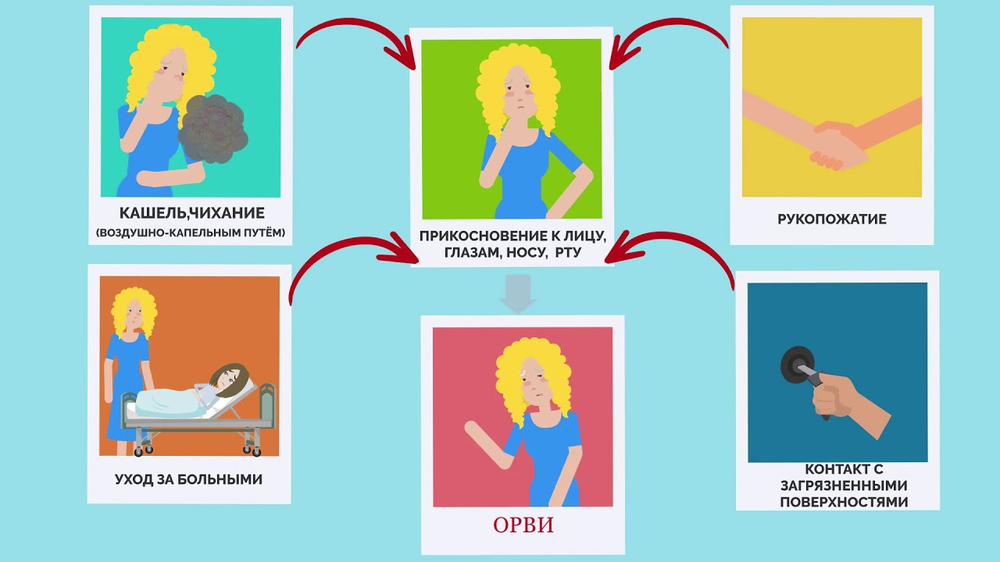 КАШЕЛЬ,ЧИХАНИЕ
(ВОЗДУШНО-КАПЕЛЬНЫМ ПУТЁМ)
ПРИКОСНОВЕНИЕ К ЛИЦУ,
ГЛАЗАМ, НОСУ, РТУ
РУКОПОЖАТИЕ
УХОД ЗА БОЛЬНЫМИ
ОРВИ
КОНТАКТ С
ЗАГРЯЗНЕННЫМИ
ПОВЕРХНОСТЯМИ